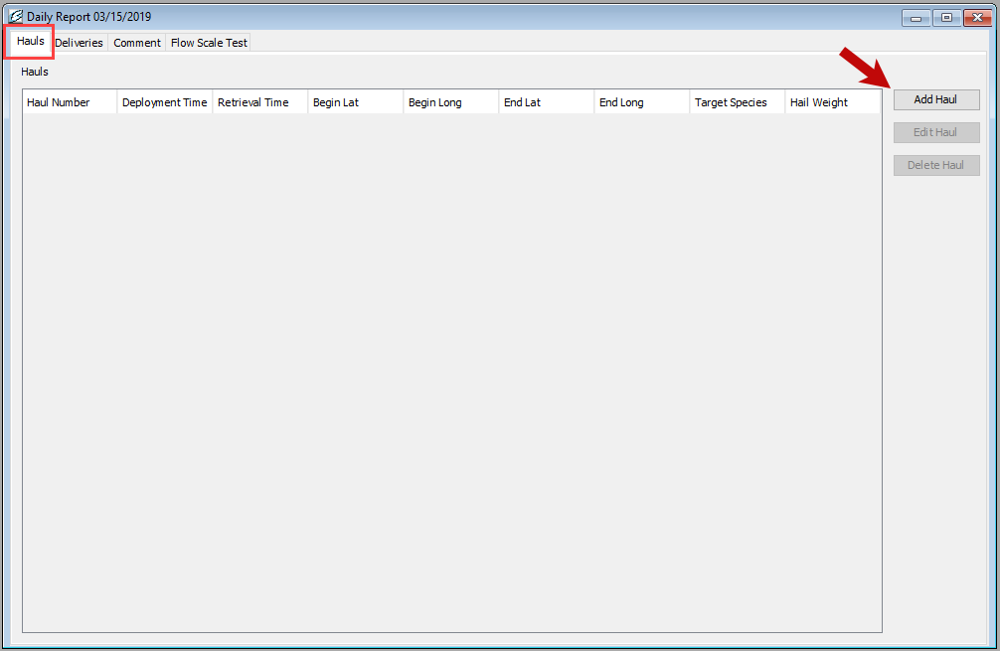 Daily Report 03/15/2019
Hauls Deliveries Comment Flow Scale Test
Hauls
Haul Number Deployment Time Retrieval Time Begin Lat Begin Long End Lat End Long Target Species Hail Weight
Add Haul
Edit Haul
Delete Haul